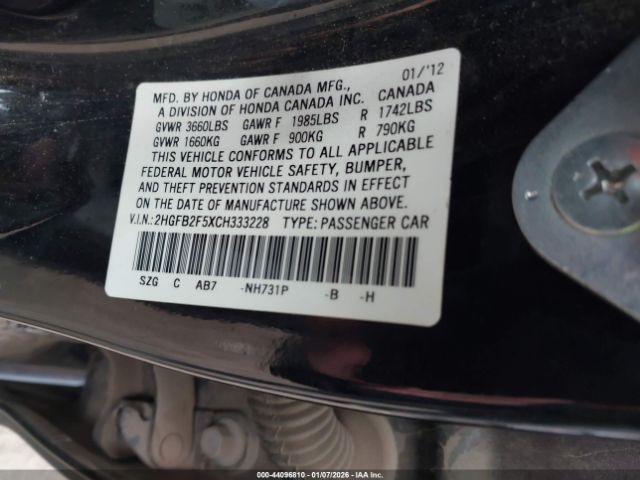 MFD. BY HONDA OF CANADA MFG., 01/'12
A DIVISION OF HONDA CANADA INC. CANADA
GVWR 3660LBS GAWR F 1985LBS R 1742LBS
GVWR 1660KG GAWR F 900KG R 790KG
THIS VEHICLE CONFORMS TO ALL APPLICABLE
FEDERAL MOTOR VEHICLE SAFETY, BUMPER,
AND THEFT PREVENTION STANDARDS IN EFFECT
ON THE DATE OF MANUFACTURE SHOWN ABOVE.
V.I.N.:2HGFB2F5XCH333228 TYPE: PASSENGER CAR
SZG C AB7 -NH731P -B -H
000-44096810 - 01/07/2026 - IAAI, Inc.